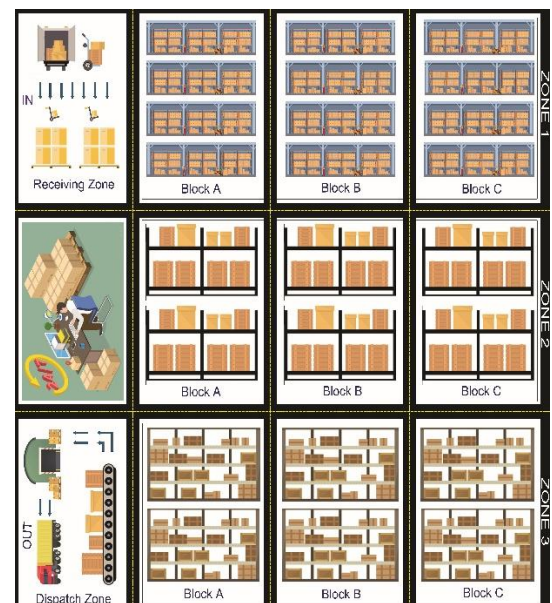 IN
Receiving Zone
Block A
Block B
Block C
ZONE 1
Block A
Block B
Block C
ZONE 2
OUT
Dispatch Zone
Block A
Block B
Block C
ZONE 3